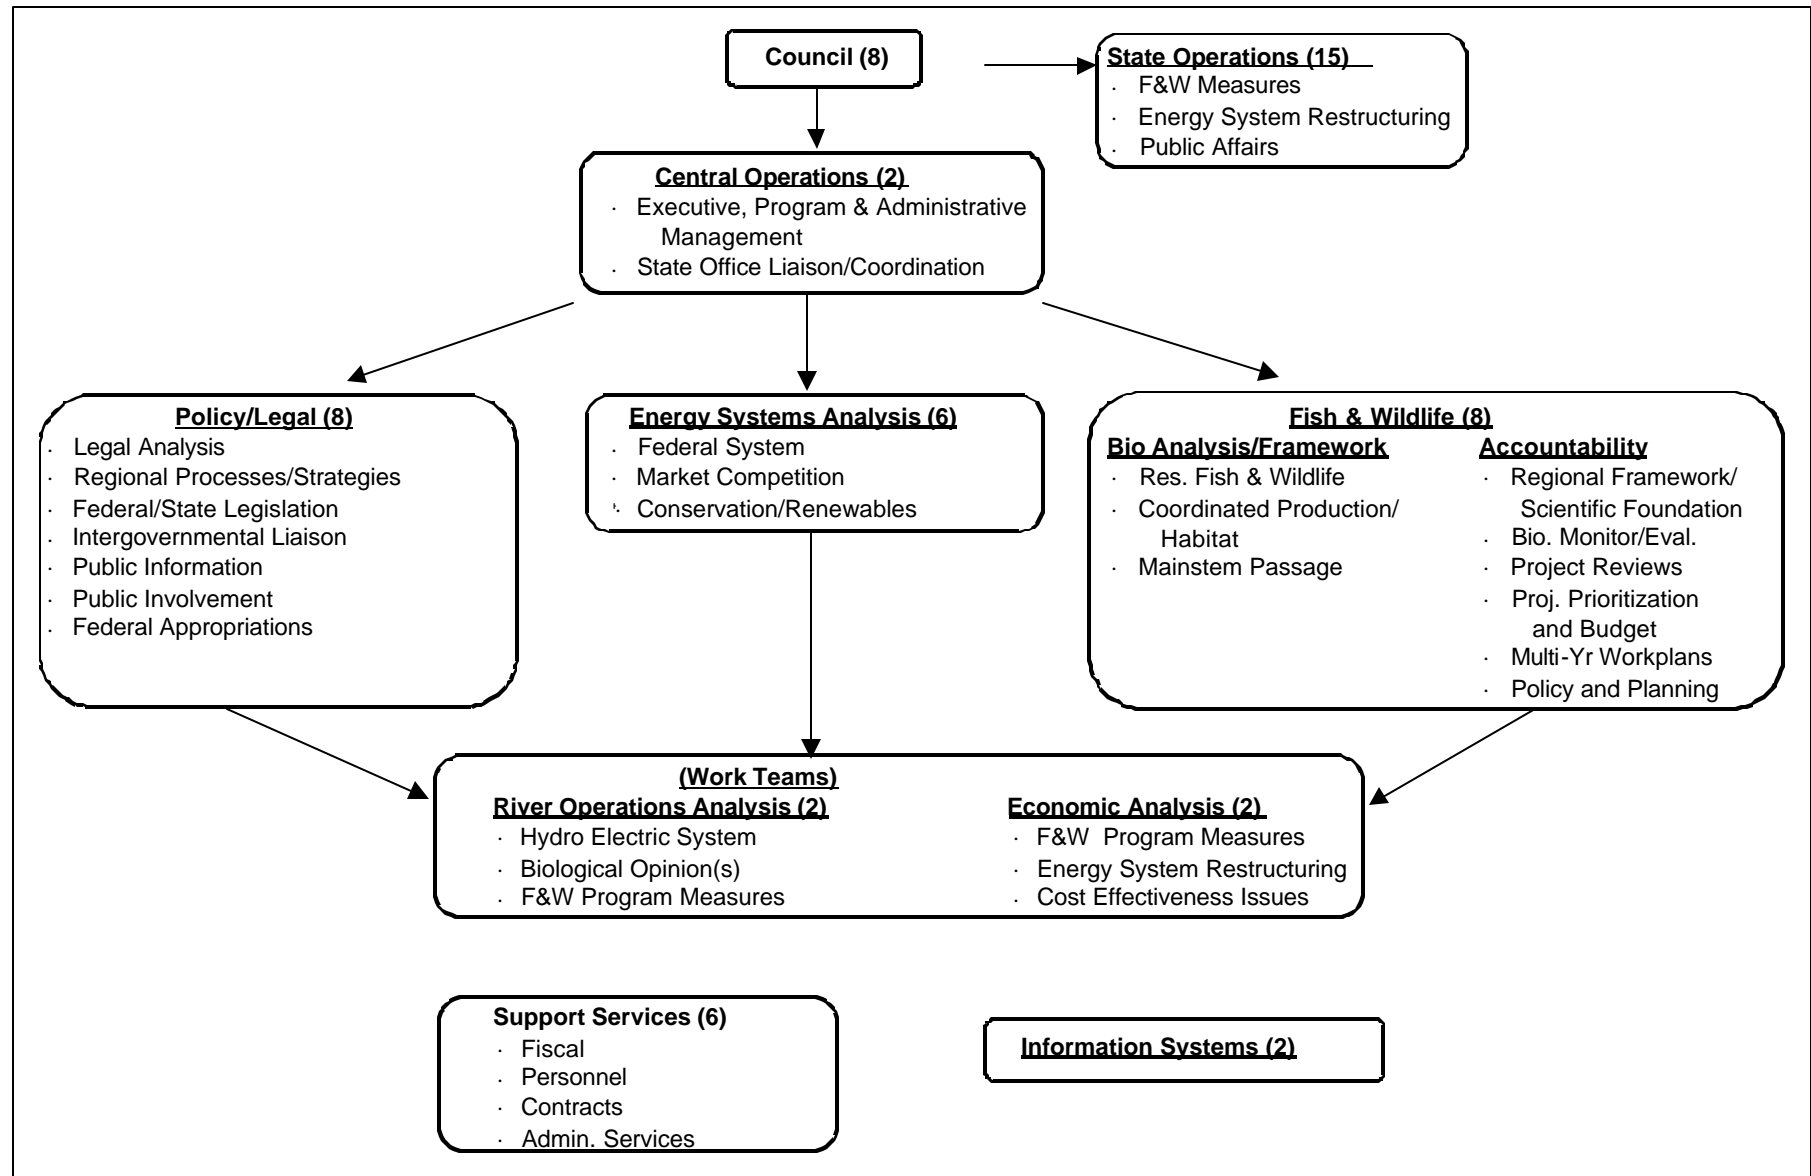 Council (8)
State Operations (15)
· F&W Measures
· Energy System Restructuring
· Public Affairs
Central Operations (2)
· Executive, Program & Administrative
Management
· State Office Liaison/Coordination
Policy/Legal (8)
· Legal Analysis
· Regional Processes/Strategies
· Federal/State Legislation
· Intergovernmental Liaison
· Public Information
· Public Involvement
· Federal Appropriations
Energy Systems Analysis (6)
· Federal System
· Market Competition
· Conservation/Renewables
Fish & Wildlife (8)
Bio Analysis/Framework
· Res. Fish & Wildlife
· Coordinated Production/
Habitat
· Mainstem Passage
Accountability
· Regional Framework/
Scientific Foundation
· Bio. Monitor/Eval.
· Project Reviews
· Proj. Prioritization
and Budget
· Multi-Yr Workplans
· Policy and Planning
(Work Teams)
River Operations Analysis (2)
· Hydro Electric System
· Biological Opinion(s)
· F&W Program Measures
Economic Analysis (2)
· F&W Program Measures
· Energy System Restructuring
· Cost Effectiveness Issues
Support Services (6)
· Fiscal
· Personnel
· Contracts
· Admin. Services
Information Systems (2)